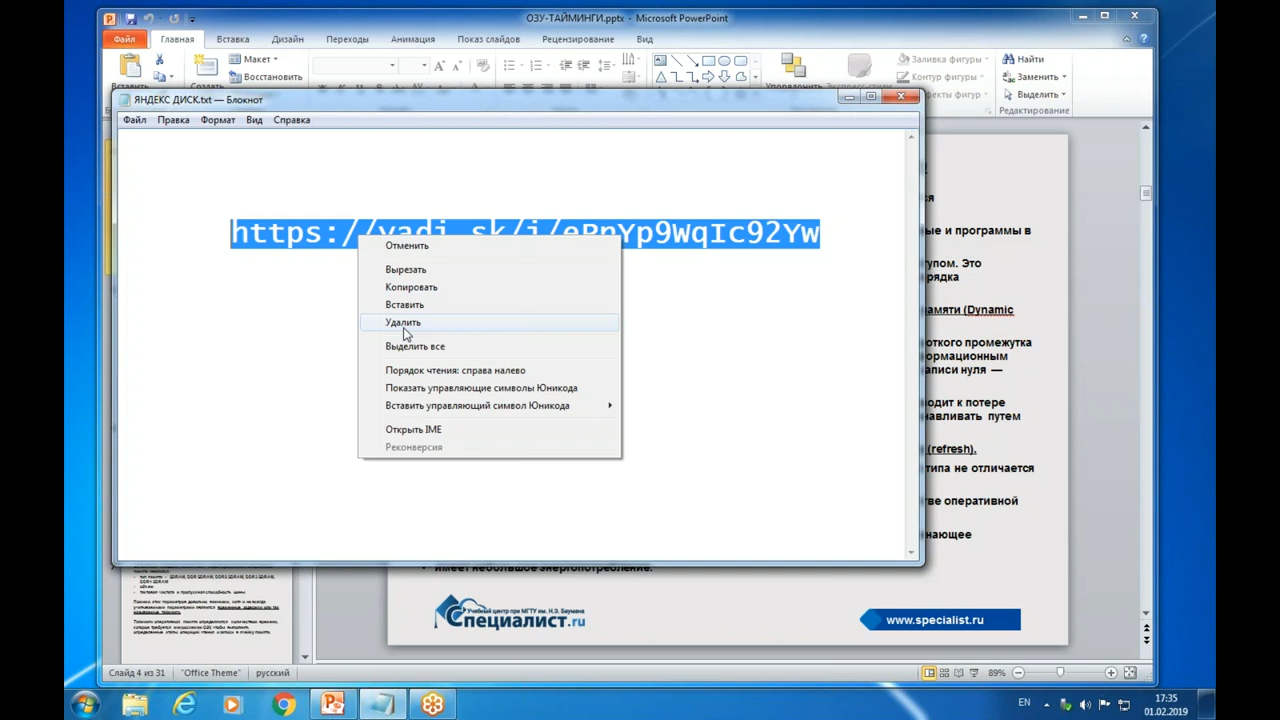 ОЗУ-ТАЙМИНГИ.pptx - Microsoft PowerPoint
Файл Главная Вставка Дизайн Переходы Анимация Показ слайдов Рецензирование Вид
Макет
Восстановить
Заливка фигуры
Контур фигуры
Найти
Заменить
Выделить
Редактирование
ЯНДЕКС ДИСК.txt — Блокнот
Файл Правка Формат Вид Справка
Отменить
Вырезать
Копировать
Вставить
Удалить
Выделить все
Порядок чтения: справа налево
Показать управляющие символы Юникода
Вставить управляющий символ Юникода
Открыть IME
Реконверсия
ые и программы в
упом. Это
рядка
амяти (Dynamic
откого промежутка
ормационным
аписи нуля —
одит к потере
анавливать путем
(refresh).
типа не отличается
тве оперативной
нающее
имеет небольшое энергопотребление.
Учебный центр при МГТУ им. Н.Э. Баумана
Специалист.ru
www.specialist.ru
Слайд 4 из 31 "Office Theme" русский 89%
EN 17:35
01.02.2019